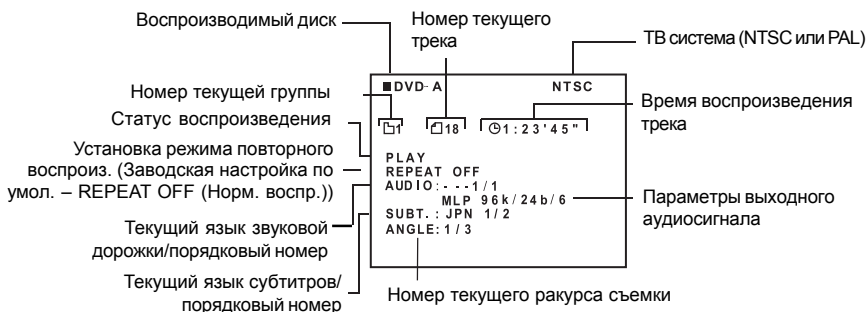 Воспроизводимый диск
Номер текущего
трека
ТВ система (NTSC или PAL)
Номер текущей группы
Статус воспроизведения
Установка режима повторного
воспроиз. (Заводская настройка по
умол. – REPEAT OFF (Норм. воспр.))
Текущий язык звуковой
дорожки/порядковый номер
Текущий язык субтитров/
порядковый номер
DVD-A NTSC
1 18 1:23'45"
PLAY
REPEAT OFF
AUDIO:- --1/1
MLP 96k/24b/6
SUBT.: JPN 1/2
ANGLE:1/3
Время воспроизведения
трека
Параметры выходного
аудиосигнала
Номер текущего ракурса съемки